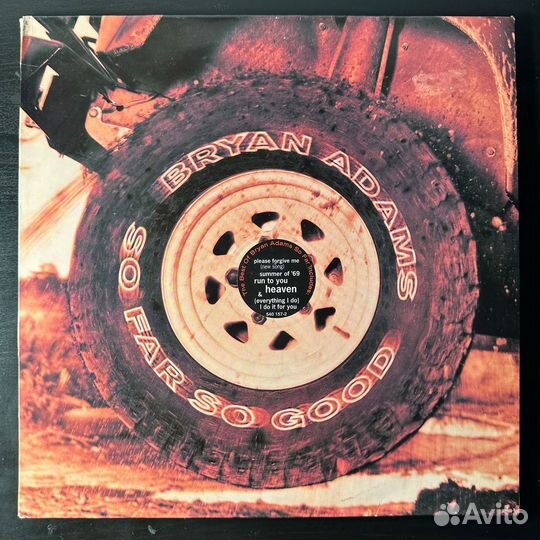 BRYAN ADAMS
SO FAR SO GOOD
The Best Of Bryan Adams So Far Includes:
please forgive me
(new song)
summer of '69
run to you
heaven
&
(everything I do)
I do it for you
540 157-2
Avito